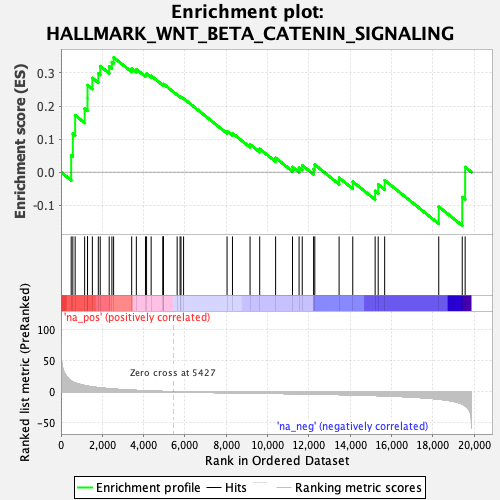 Enrichment plot:
HALLMARK_WNT_BETA_CATENIN_SIGNALING
Enrichment score (ES)
0.3
0.2
0.1
0.0
-0.1
'na_pos' (positively correlated)
Ranked list metric (PreRanked)
100
50
0
-50
Zero cross at 5427
'na_neg' (negatively correlated)
0 2,000 4,000 6,000 8,000 10,000 12,000 14,000 16,000 18,000 20,000
Rank in Ordered Dataset
Enrichment profile Hits Ranking metric scores